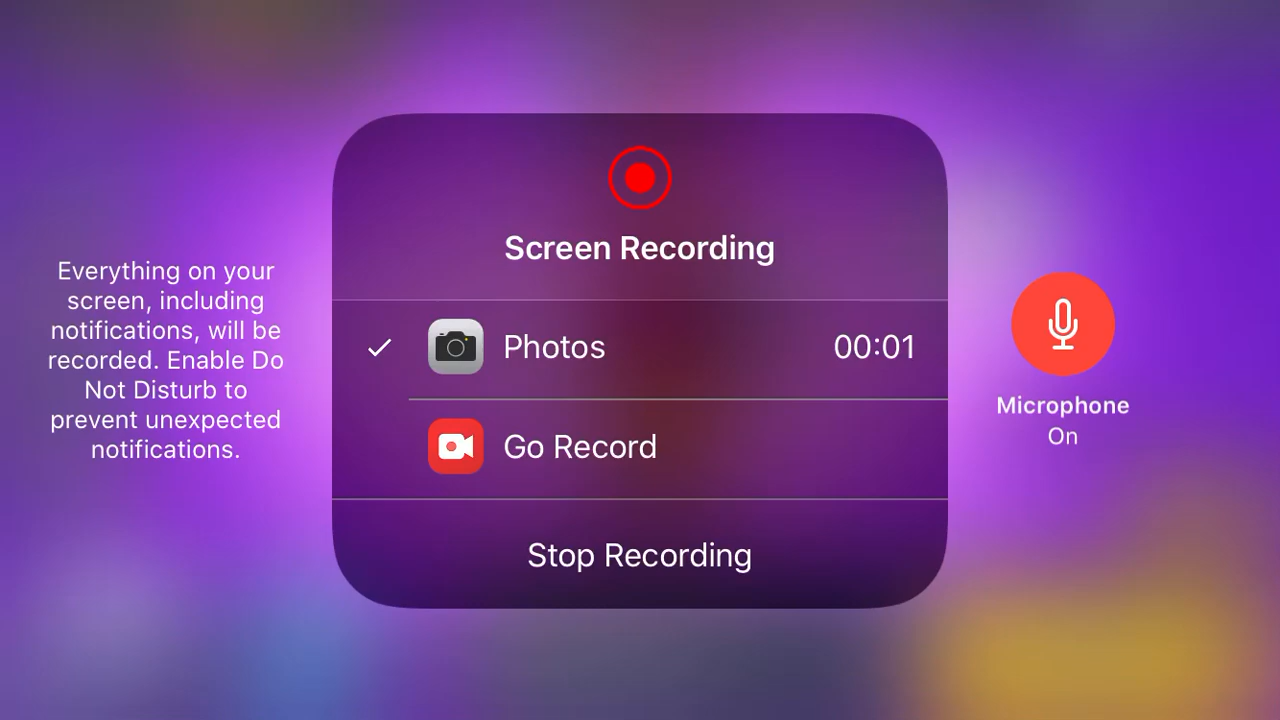 Everything on your
screen, including
notifications, will be
recorded. Enable Do
Not Disturb to
prevent unexpected
notifications.
Screen Recording
Photos 00:01
Go Record
Stop Recording
Microphone
On